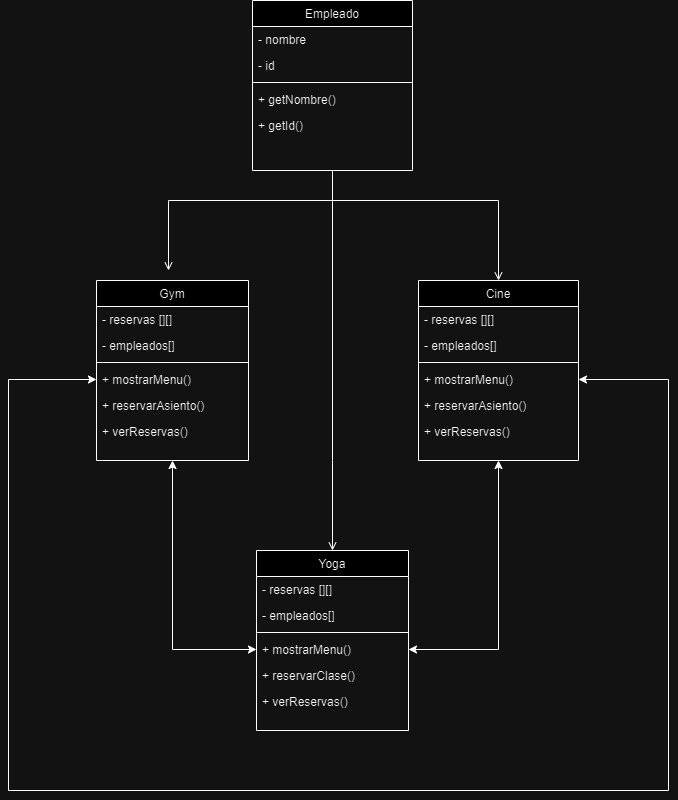 Empleado
- nombre
- id
+ getNombre()
+ getId()
Gym
- reservas [][]
- empleados[]
+ mostrarMenu()
+ reservarAsiento()
+ verReservas()
Cine
- reservas [][]
- empleados[]
+ mostrarMenu()
+ reservarAsiento()
+ verReservas()
Yoga
- reservas [][]
- empleados[]
+ mostrarMenu()
+ reservarClase()
+ verReservas()